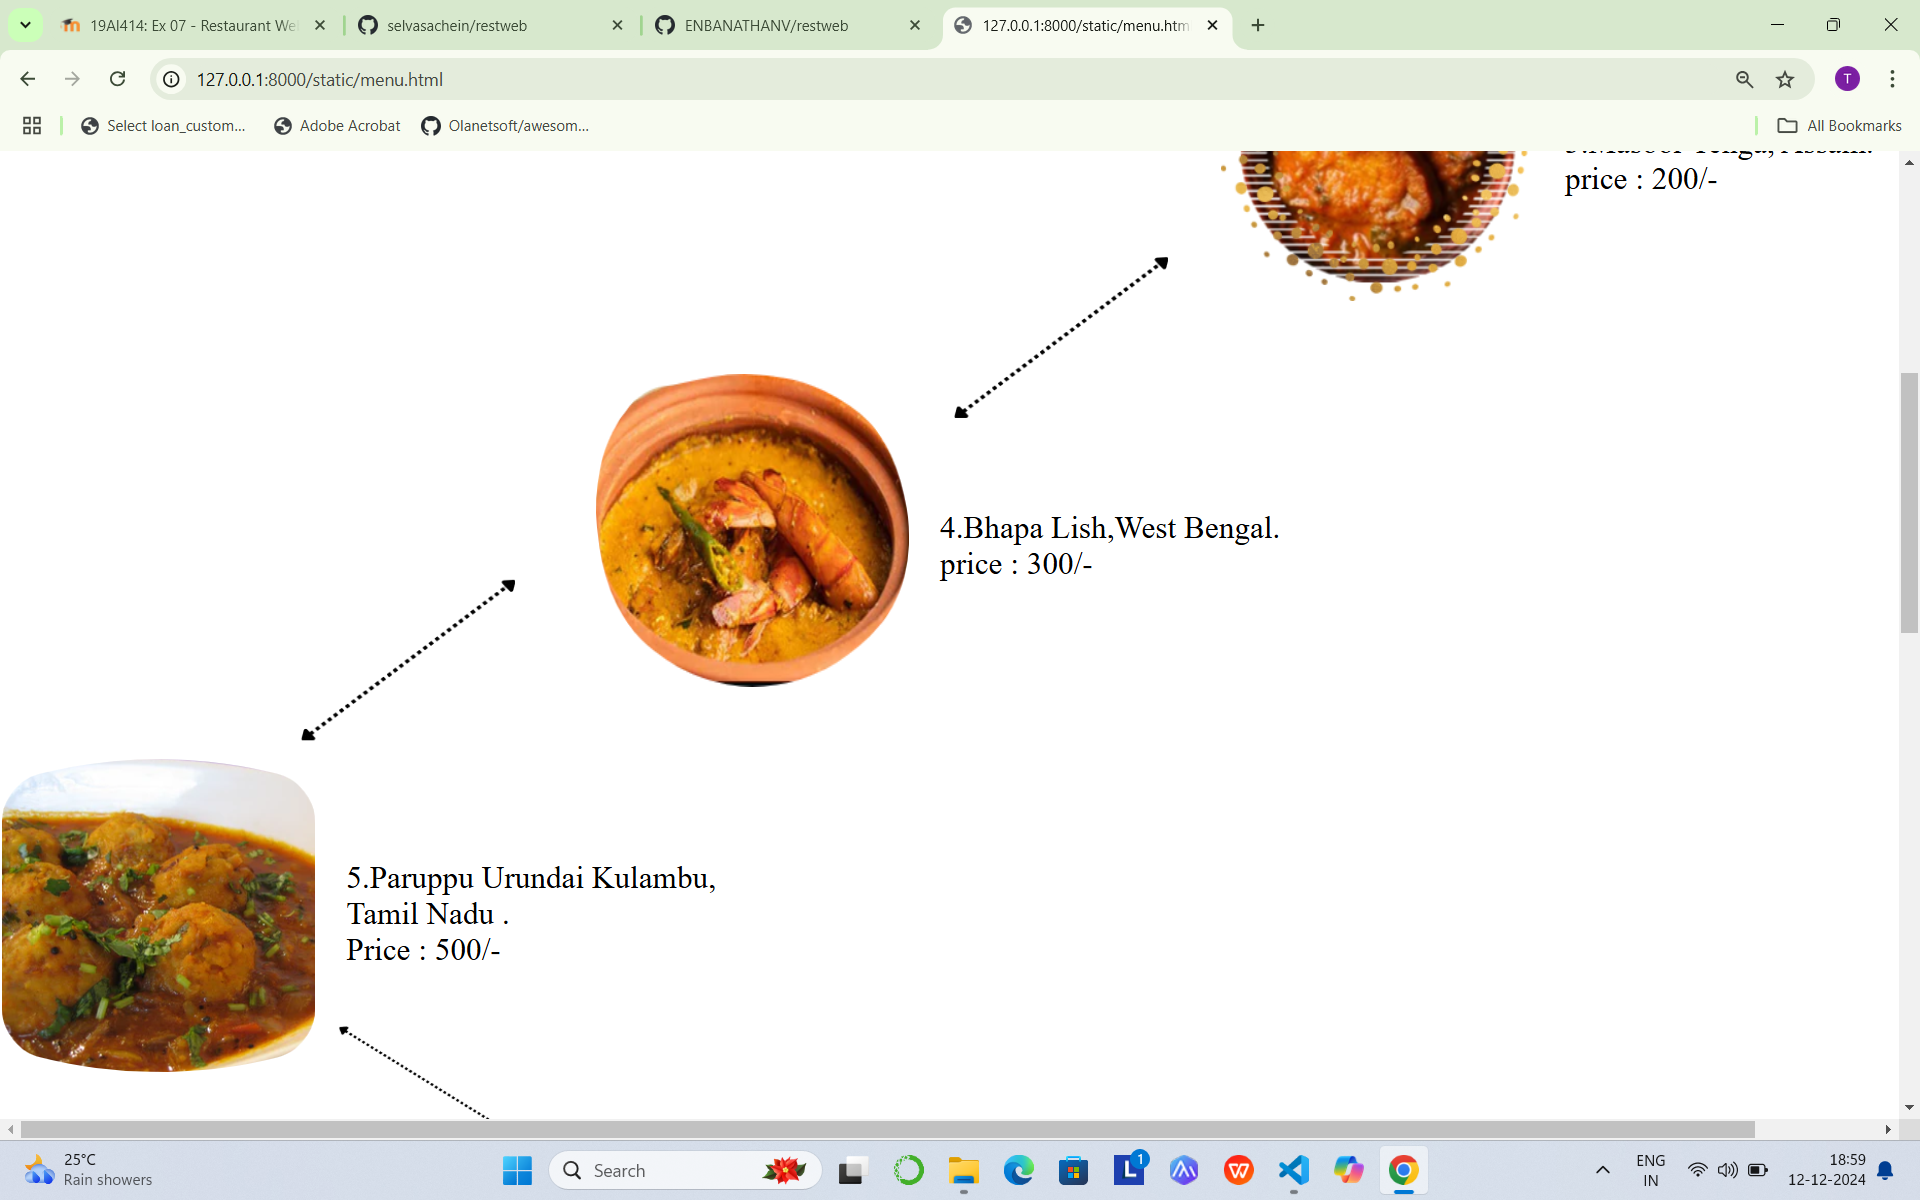 19AI414: Ex 07 - Restaurant We
selvasachein/restweb
ENBANATHANV/restweb
127.0.0.1:8000/static/menu.htm
127.0.0.1:8000/static/menu.html
T
Select loan_custom...
Adobe Acrobat
Olanetsoft/awesom...
All Bookmarks
price : 200/-
4.Bhapa Lish,West Bengal.
price : 300/-
5.Paruppu Urundai Kulambu,
Tamil Nadu .
Price : 500/-
25°C
Rain showers
Search
L
1
ENG
IN
18:59
12-12-2024